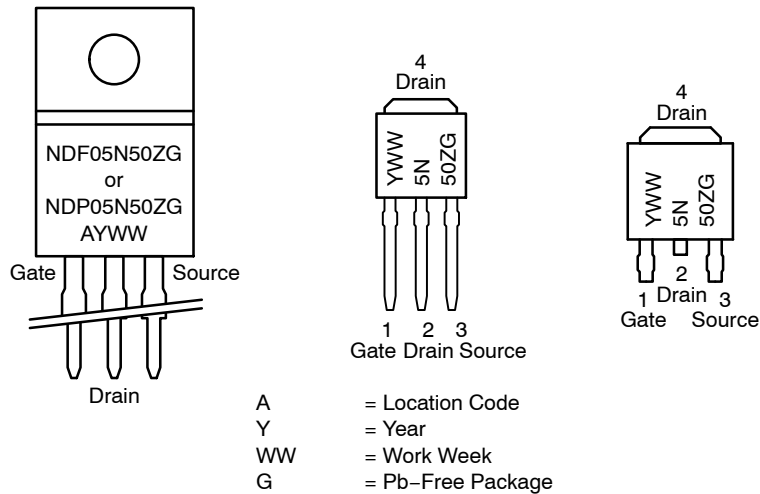 NDF05N50ZG
or
NDP05N50ZG
AYWW
Gate
Source
Drain
4
Drain
YWW
5N
50ZG
1 2 3
Gate Drain Source
4
Drain
YWW
5N
50ZG
2
1 Drain 3
Gate Source
A = Location Code
Y = Year
WW = Work Week
G = Pb−Free Package